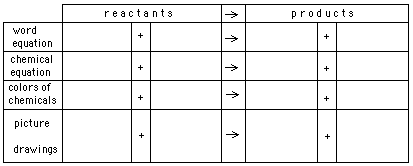 reactants → products
word + → +
equation
chemical + → +
equation
colors of + → +
chemicals
picture
+ → +
drawings